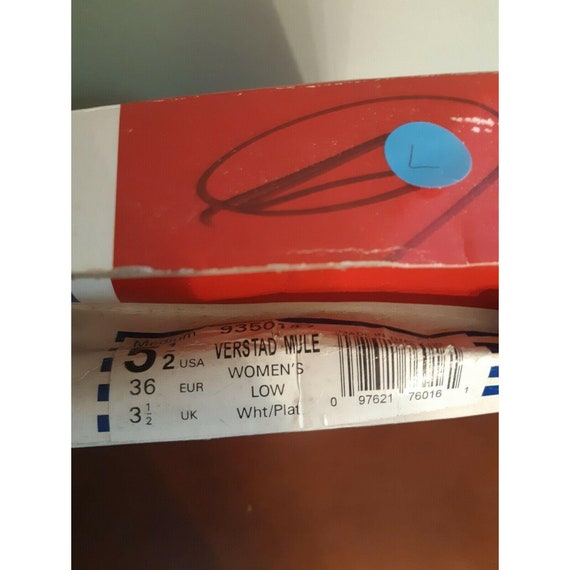 L
Medium
5 1/2 USA
36 EUR
3 1/2 UK
VERSTAD MULE
WOMEN'S
LOW
Wht/Plat
0 97621 76016 1